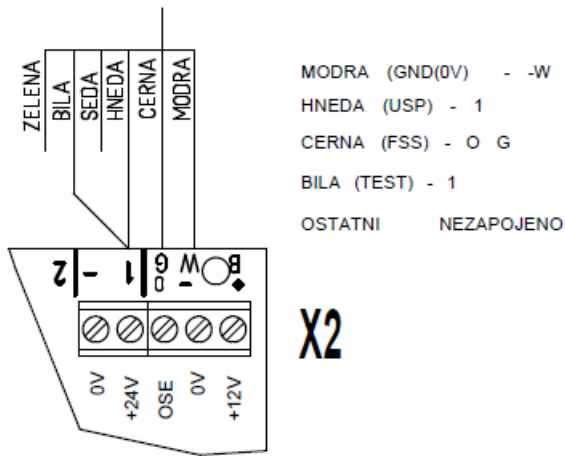 ZELENA
BILA
SEDA
HNEDA
CERNA
MODRA
MODRA (GND(0V) - -W
HNEDA (USP) - 1
CERNA (FSS) - O G
BILA (TEST) - 1
OSTATNI NEZAPOJENO
2 - 1 G O W - B
X2
0V
+24V
OSE
0V
+12V